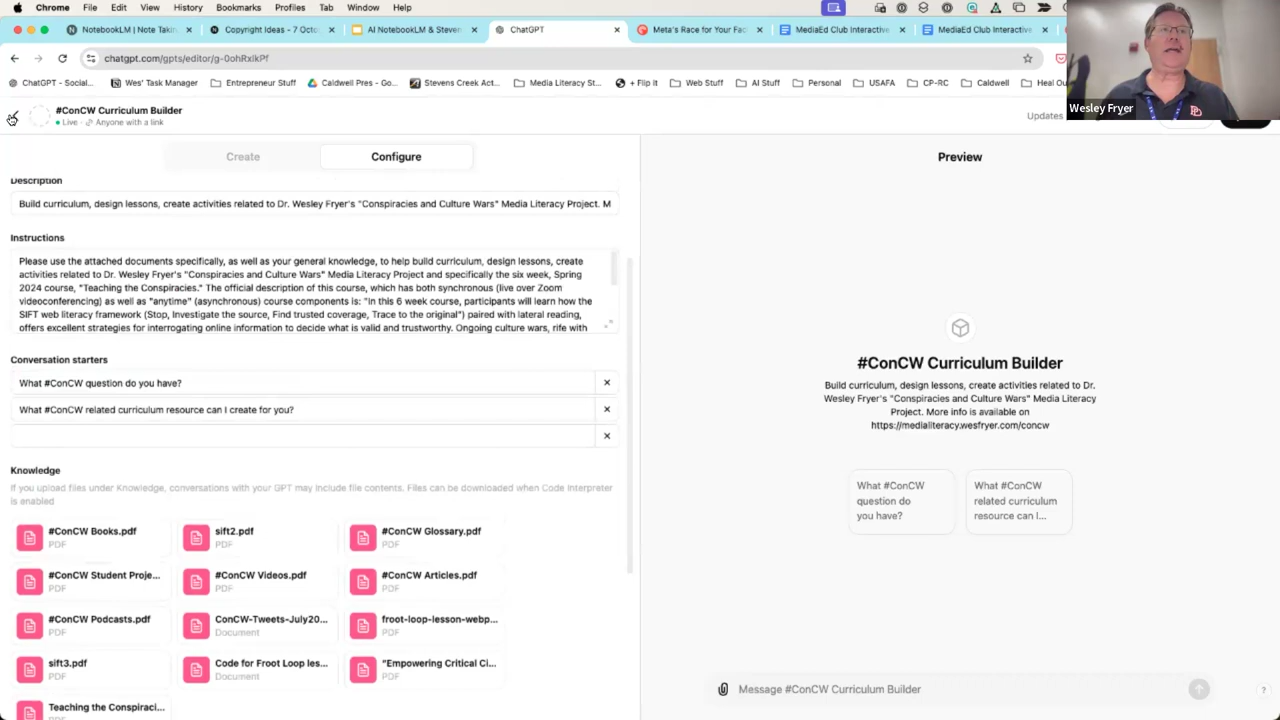 Chrome File Edit View History Bookmarks Profiles Tab Window Help
NotebookLM | Note Takin
Copyright Ideas - 7 Octo
AI NotebookLM & Steven
ChatGPT
Meta's Race for Your Fac
MediaEd Club Interactive
MediaEd Club Interactive
chatgpt.com/gpts/editor/g-0ohRxlkPf
ChatGPT - Social...
Wes' Task Manager
Entrepreneur Stuff
Caldwell Pres - Go...
Stevens Creek Act...
Media Literacy St...
+ Flip It
Web Stuff
AI Stuff
Personal
USAFA
CP-RC
Caldwell
Heal Ou
Wesley Fryer
#ConCW Curriculum Builder
Live · Anyone with a link
Updates
Create
Configure
Preview
Description
Build curriculum, design lessons, create activities related to Dr. Wesley Fryer's "Conspiracies and Culture Wars" Media Literacy Project. M
Instructions
Please use the attached documents specifically, as well as your general knowledge, to help build curriculum, design lessons, create
activities related to Dr. Wesley Fryer's "Conspiracies and Culture Wars" Media Literacy Project and specifically the six week, Spring
2024 course, "Teaching the Conspiracies." The official description of this course, which has both synchronous (live over Zoom
videoconferencing) as well as "anytime" (asynchronous) course components is: "In this 6 week course, participants will learn how the
SIFT web literacy framework (Stop, Investigate the source, Find trusted coverage, Trace to the original") paired with lateral reading,
offers excellent strategies for interrogating online information to decide what is valid and trustworthy. Ongoing culture wars, rife with
Conversation starters
What #ConCW question do you have?
What #ConCW related curriculum resource can I create for you?
Knowledge
If you upload files under Knowledge, conversations with your GPT may include file contents. Files can be downloaded when Code Interpreter
is enabled
#ConCW Books.pdf
PDF
sift2.pdf
PDF
#ConCW Glossary.pdf
PDF
#ConCW Student Proje...
PDF
#ConCW Videos.pdf
PDF
#ConCW Articles.pdf
PDF
#ConCW Podcasts.pdf
PDF
ConCW-Tweets-July20...
Document
froot-loop-lesson-webp...
PDF
sift3.pdf
PDF
Code for Froot Loop les...
Document
"Empowering Critical Ci...
PDF
Teaching the Conspiraci...
#ConCW Curriculum Builder
Build curriculum, design lessons, create activities related to Dr.
Wesley Fryer's "Conspiracies and Culture Wars" Media Literacy
Project. More info is available on
https://medialiteracy.wesfryer.com/concw
What #ConCW
question do
you have?
What #ConCW
related curriculum
resource can I...
Message #ConCW Curriculum Builder
?